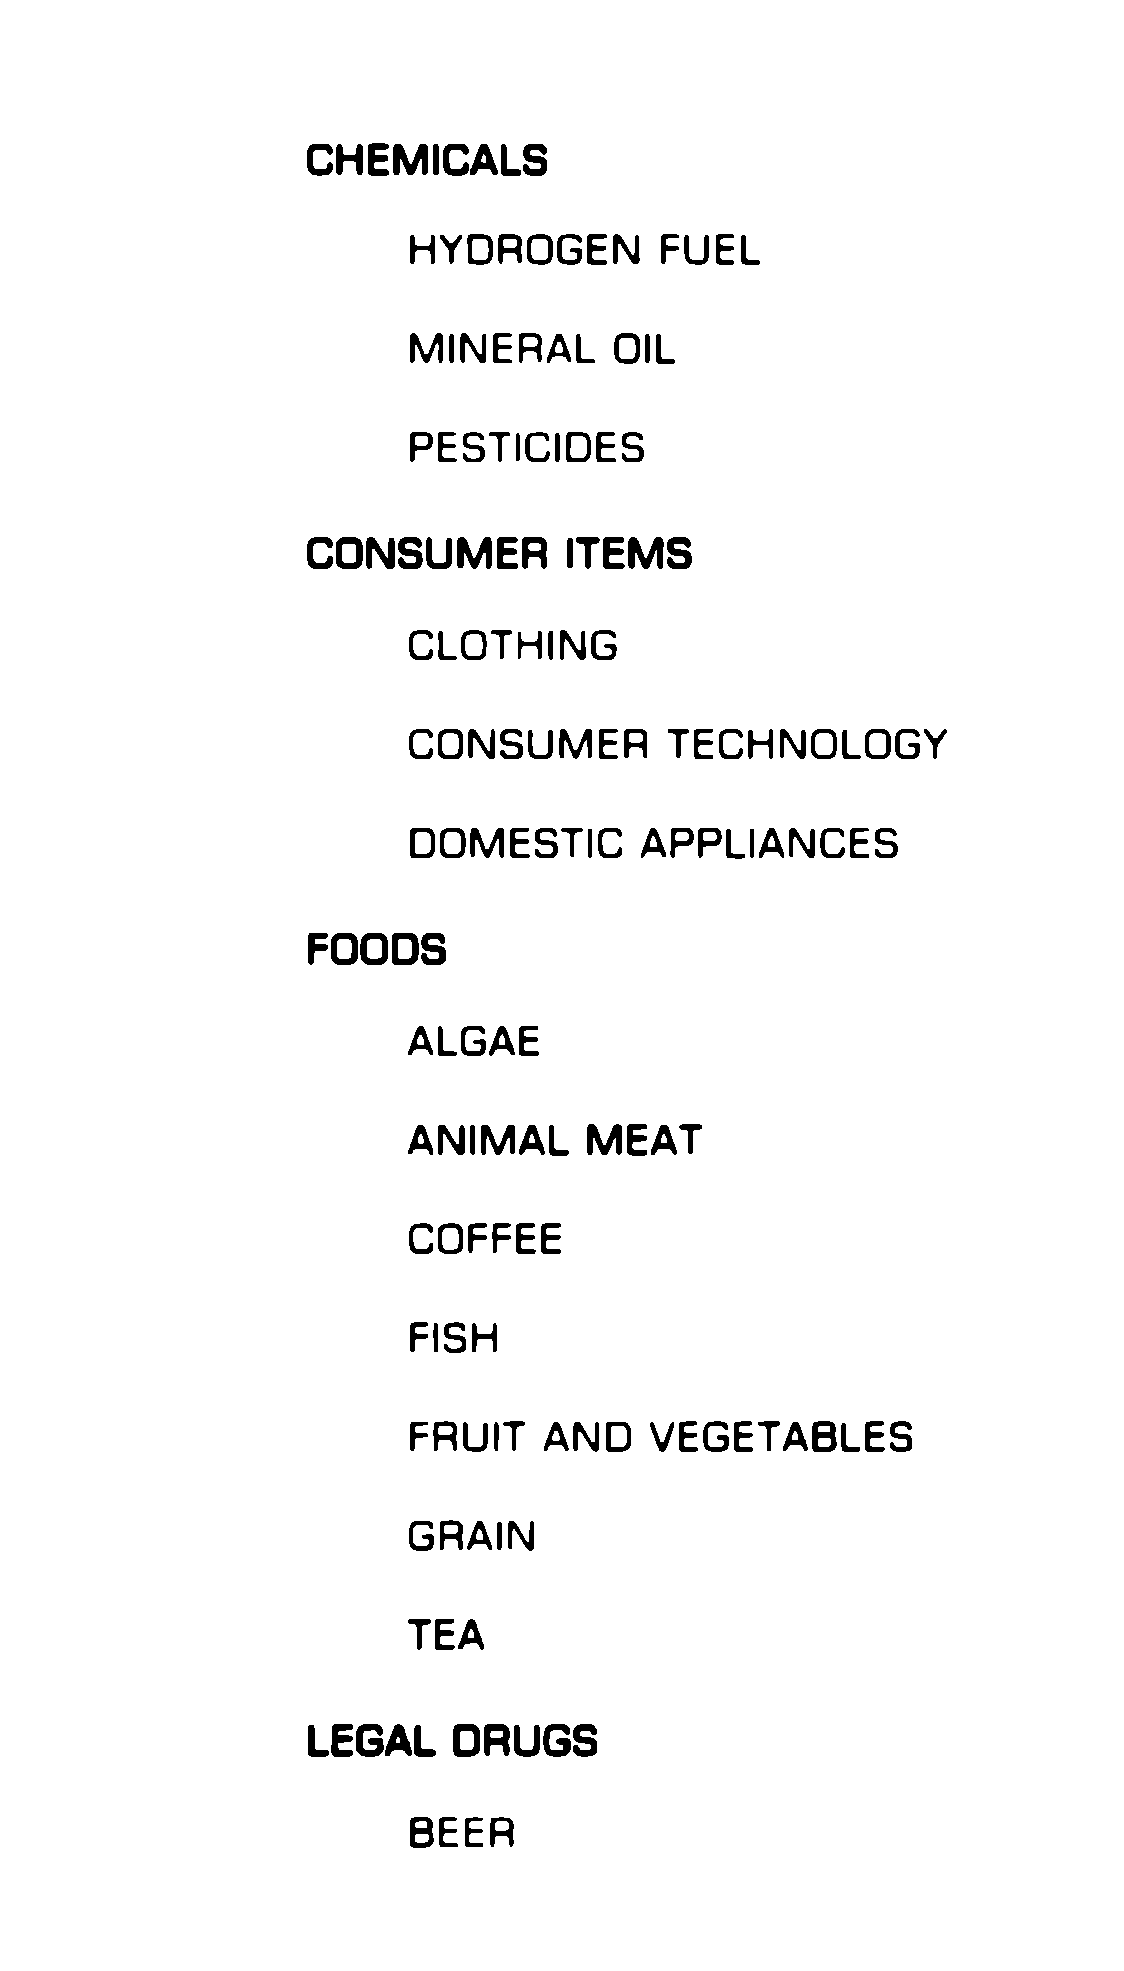 CHEMICALS
HYDROGEN FUEL
MINERAL OIL
PESTICIDES
CONSUMER ITEMS
CLOTHING
CONSUMER TECHNOLOGY
DOMESTIC APPLIANCES
FOODS
ALGAE
ANIMAL MEAT
COFFEE
FISH
FRUIT AND VEGETABLES
GRAIN
TEA
LEGAL DRUGS
BEER